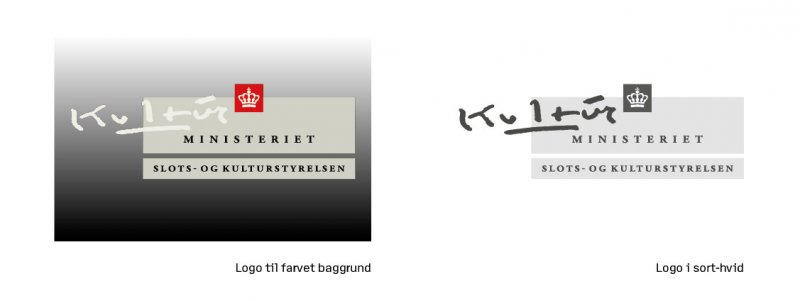 Kultur
MINISTERIET
SLOTS- OG KULTURSTYRELSEN
Logo til farvet baggrund
Kultur
MINISTERIET
SLOTS- OG KULTURSTYRELSEN
Logo i sort-hvid